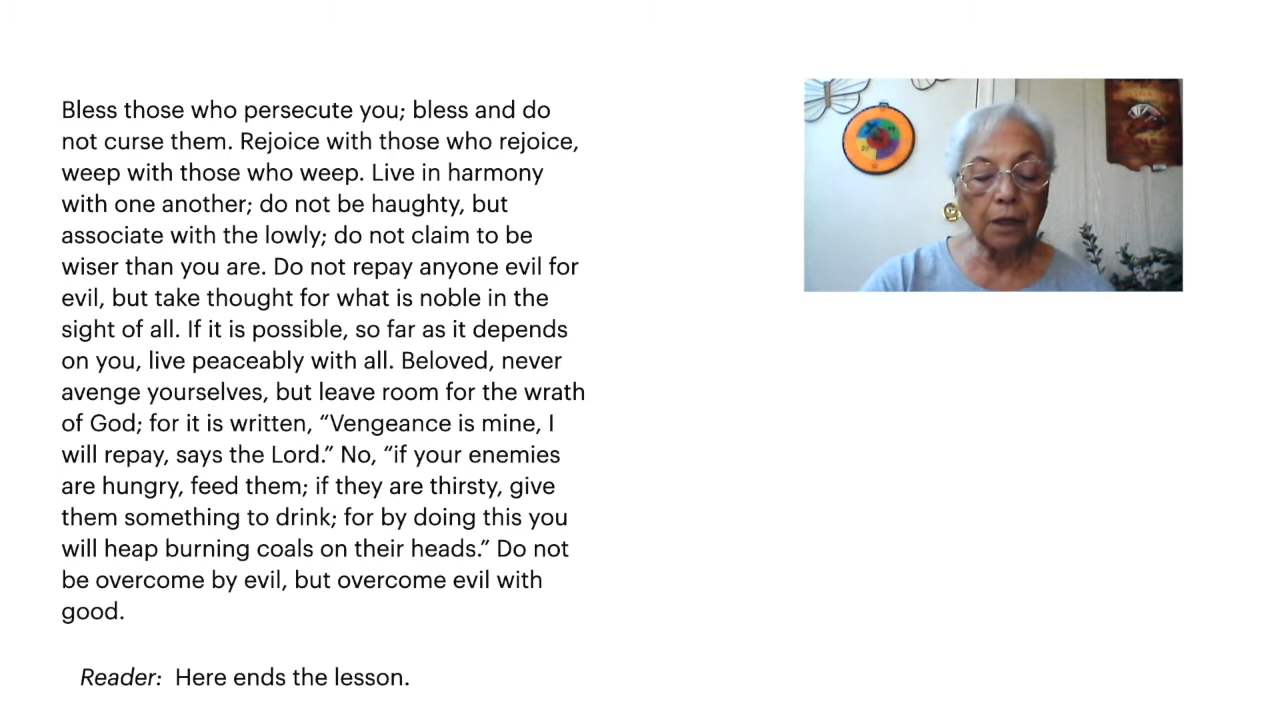 Bless those who persecute you; bless and do
not curse them. Rejoice with those who rejoice,
weep with those who weep. Live in harmony
with one another; do not be haughty, but
associate with the lowly; do not claim to be
wiser than you are. Do not repay anyone evil for
evil, but take thought for what is noble in the
sight of all. If it is possible, so far as it depends
on you, live peaceably with all. Beloved, never
avenge yourselves, but leave room for the wrath
of God; for it is written, “Vengeance is mine, I
will repay, says the Lord.” No, “if your enemies
are hungry, feed them; if they are thirsty, give
them something to drink; for by doing this you
will heap burning coals on their heads.” Do not
be overcome by evil, but overcome evil with
good.
Reader: Here ends the lesson.